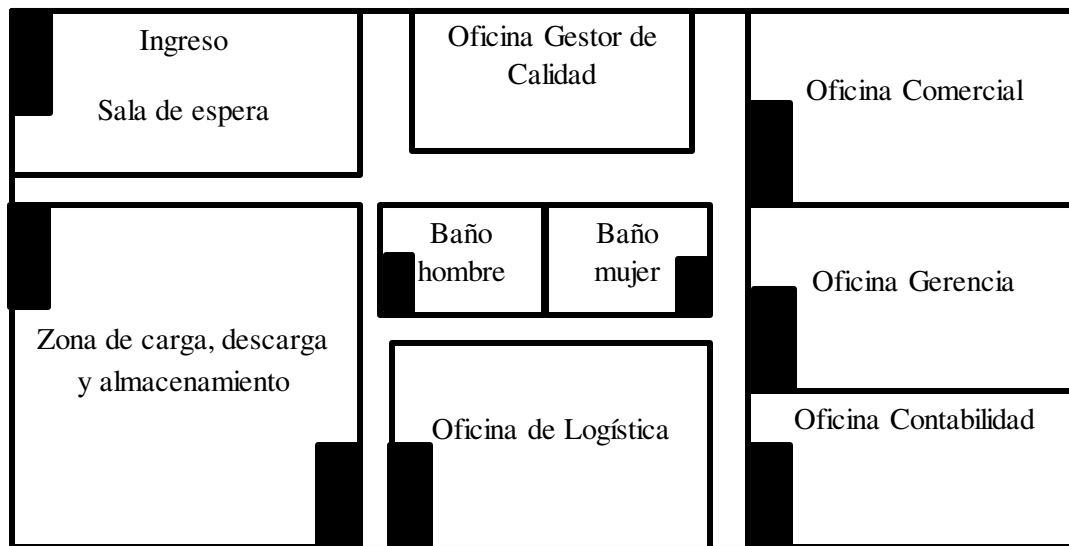 Ingreso
Sala de espera
Oficina Gestor de
Calidad
Oficina Comercial
Baño
hombre
Baño
mujer
Oficina Gerencia
Zona de carga, descarga
y almacenamiento
Oficina de Logística
Oficina Contabilidad